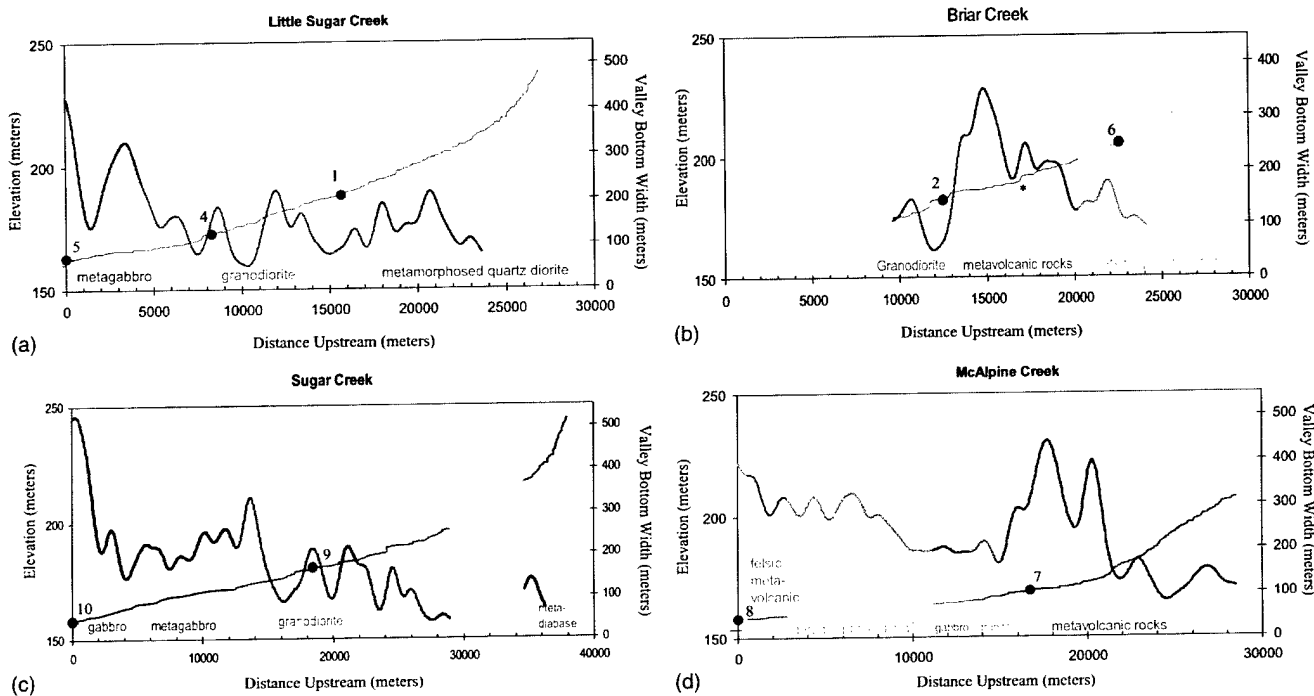 Little Sugar Creek
Elevation (meters)
Valley Bottom Width (meters)
250
200
150
500
400
300
200
100
0
1
4
5
metagabbro
granodiorite
metamorphosed quartz diorite
0 5000 10000 15000 20000 25000 30000
Distance Upstream (meters)
(a)
Briar Creek
Elevation (meters)
Valley Bottom Width (meters)
250
200
150
400
300
200
100
0
6
2
*
Granodiorite
metavolcanic rocks
0 5000 10000 15000 20000 25000 30000
Distance Upstream (meters)
(b)
Sugar Creek
Elevation (meters)
Valley Bottom Width (meters)
250
200
150
500
400
300
200
100
0
9
10
gabbro
metagabbro
granodiorite
meta-
diabase
0 10000 20000 30000 40000
Distance Upstream (meters)
(c)
McAlpine Creek
Elevation (meters)
Valley Bottom Width (meters)
250
200
150
500
400
300
200
100
0
7
8
felsic
meta-
volcanic
gabbro
metavolcanic rocks
0 10000 20000 30000
Distance Upstream (meters)
(d)